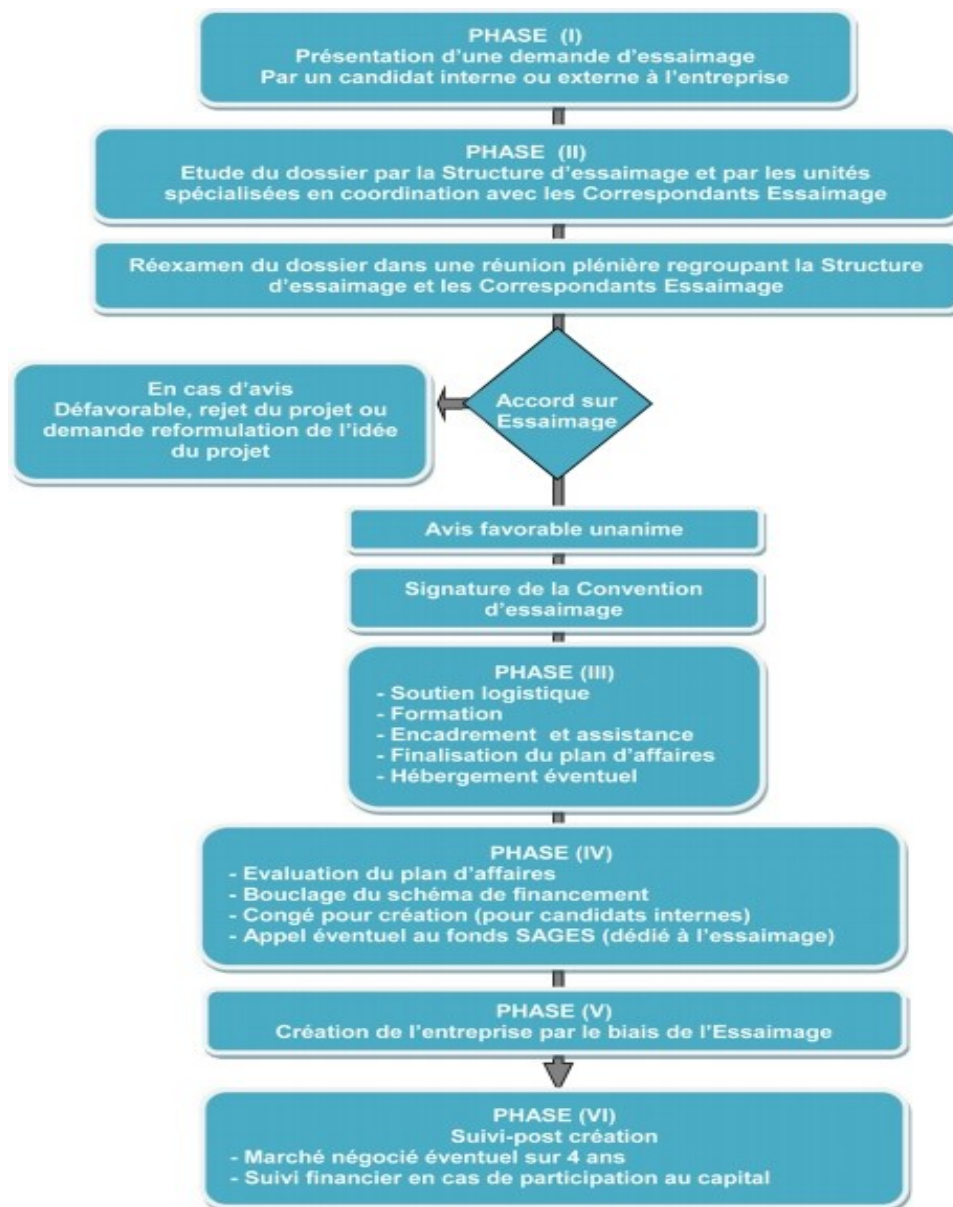 PHASE (I)
Présentation d'une demande d'essaimage
Par un candidat interne ou externe à l'entreprise
PHASE (II)
Etude du dossier par la Structure d'essaimage et par les unités
spécialisées en coordination avec les Correspondants Essaimage
Réexamen du dossier dans une réunion plénière regroupant la Structure
d'essaimage et les Correspondants Essaimage
Accord sur
Essaimage
En cas d'avis
Défavorable, rejet du projet ou
demande reformulation de l'idée
du projet
Avis favorable unanime
Signature de la Convention
d'essaimage
PHASE (III)
- Soutien logistique
- Formation
- Encadrement et assistance
- Finalisation du plan d'affaires
- Hébergement éventuel
PHASE (IV)
- Evaluation du plan d'affaires
- Bouclage du schéma de financement
- Congé pour création (pour candidats internes)
- Appel éventuel au fonds SAGES (dédié à l'essaimage)
PHASE (V)
Création de l'entreprise par le biais de l'Essaimage
PHASE (VI)
Suivi-post création
- Marché négocié éventuel sur 4 ans
- Suivi financier en cas de participation au capital